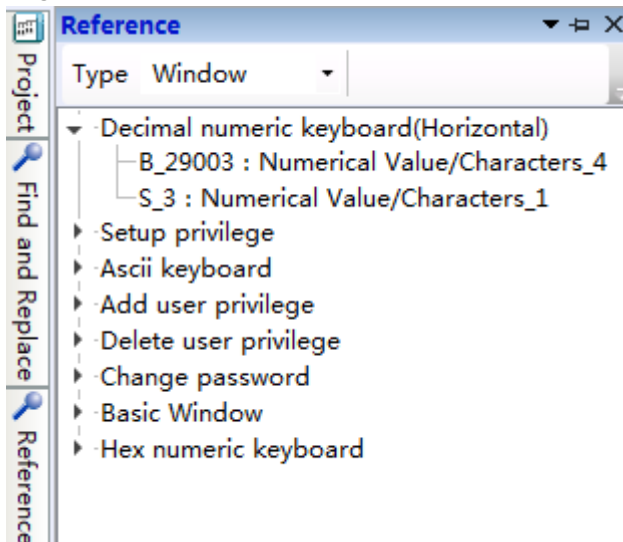 Reference
Type Window
Decimal numeric keyboard(Horizontal)
B_29003 : Numerical Value/Characters_4
S_3 : Numerical Value/Characters_1
Setup privilege
Ascii keyboard
Add user privilege
Delete user privilege
Change password
Basic Window
Hex numeric keyboard
Project
Find and Replace
Reference